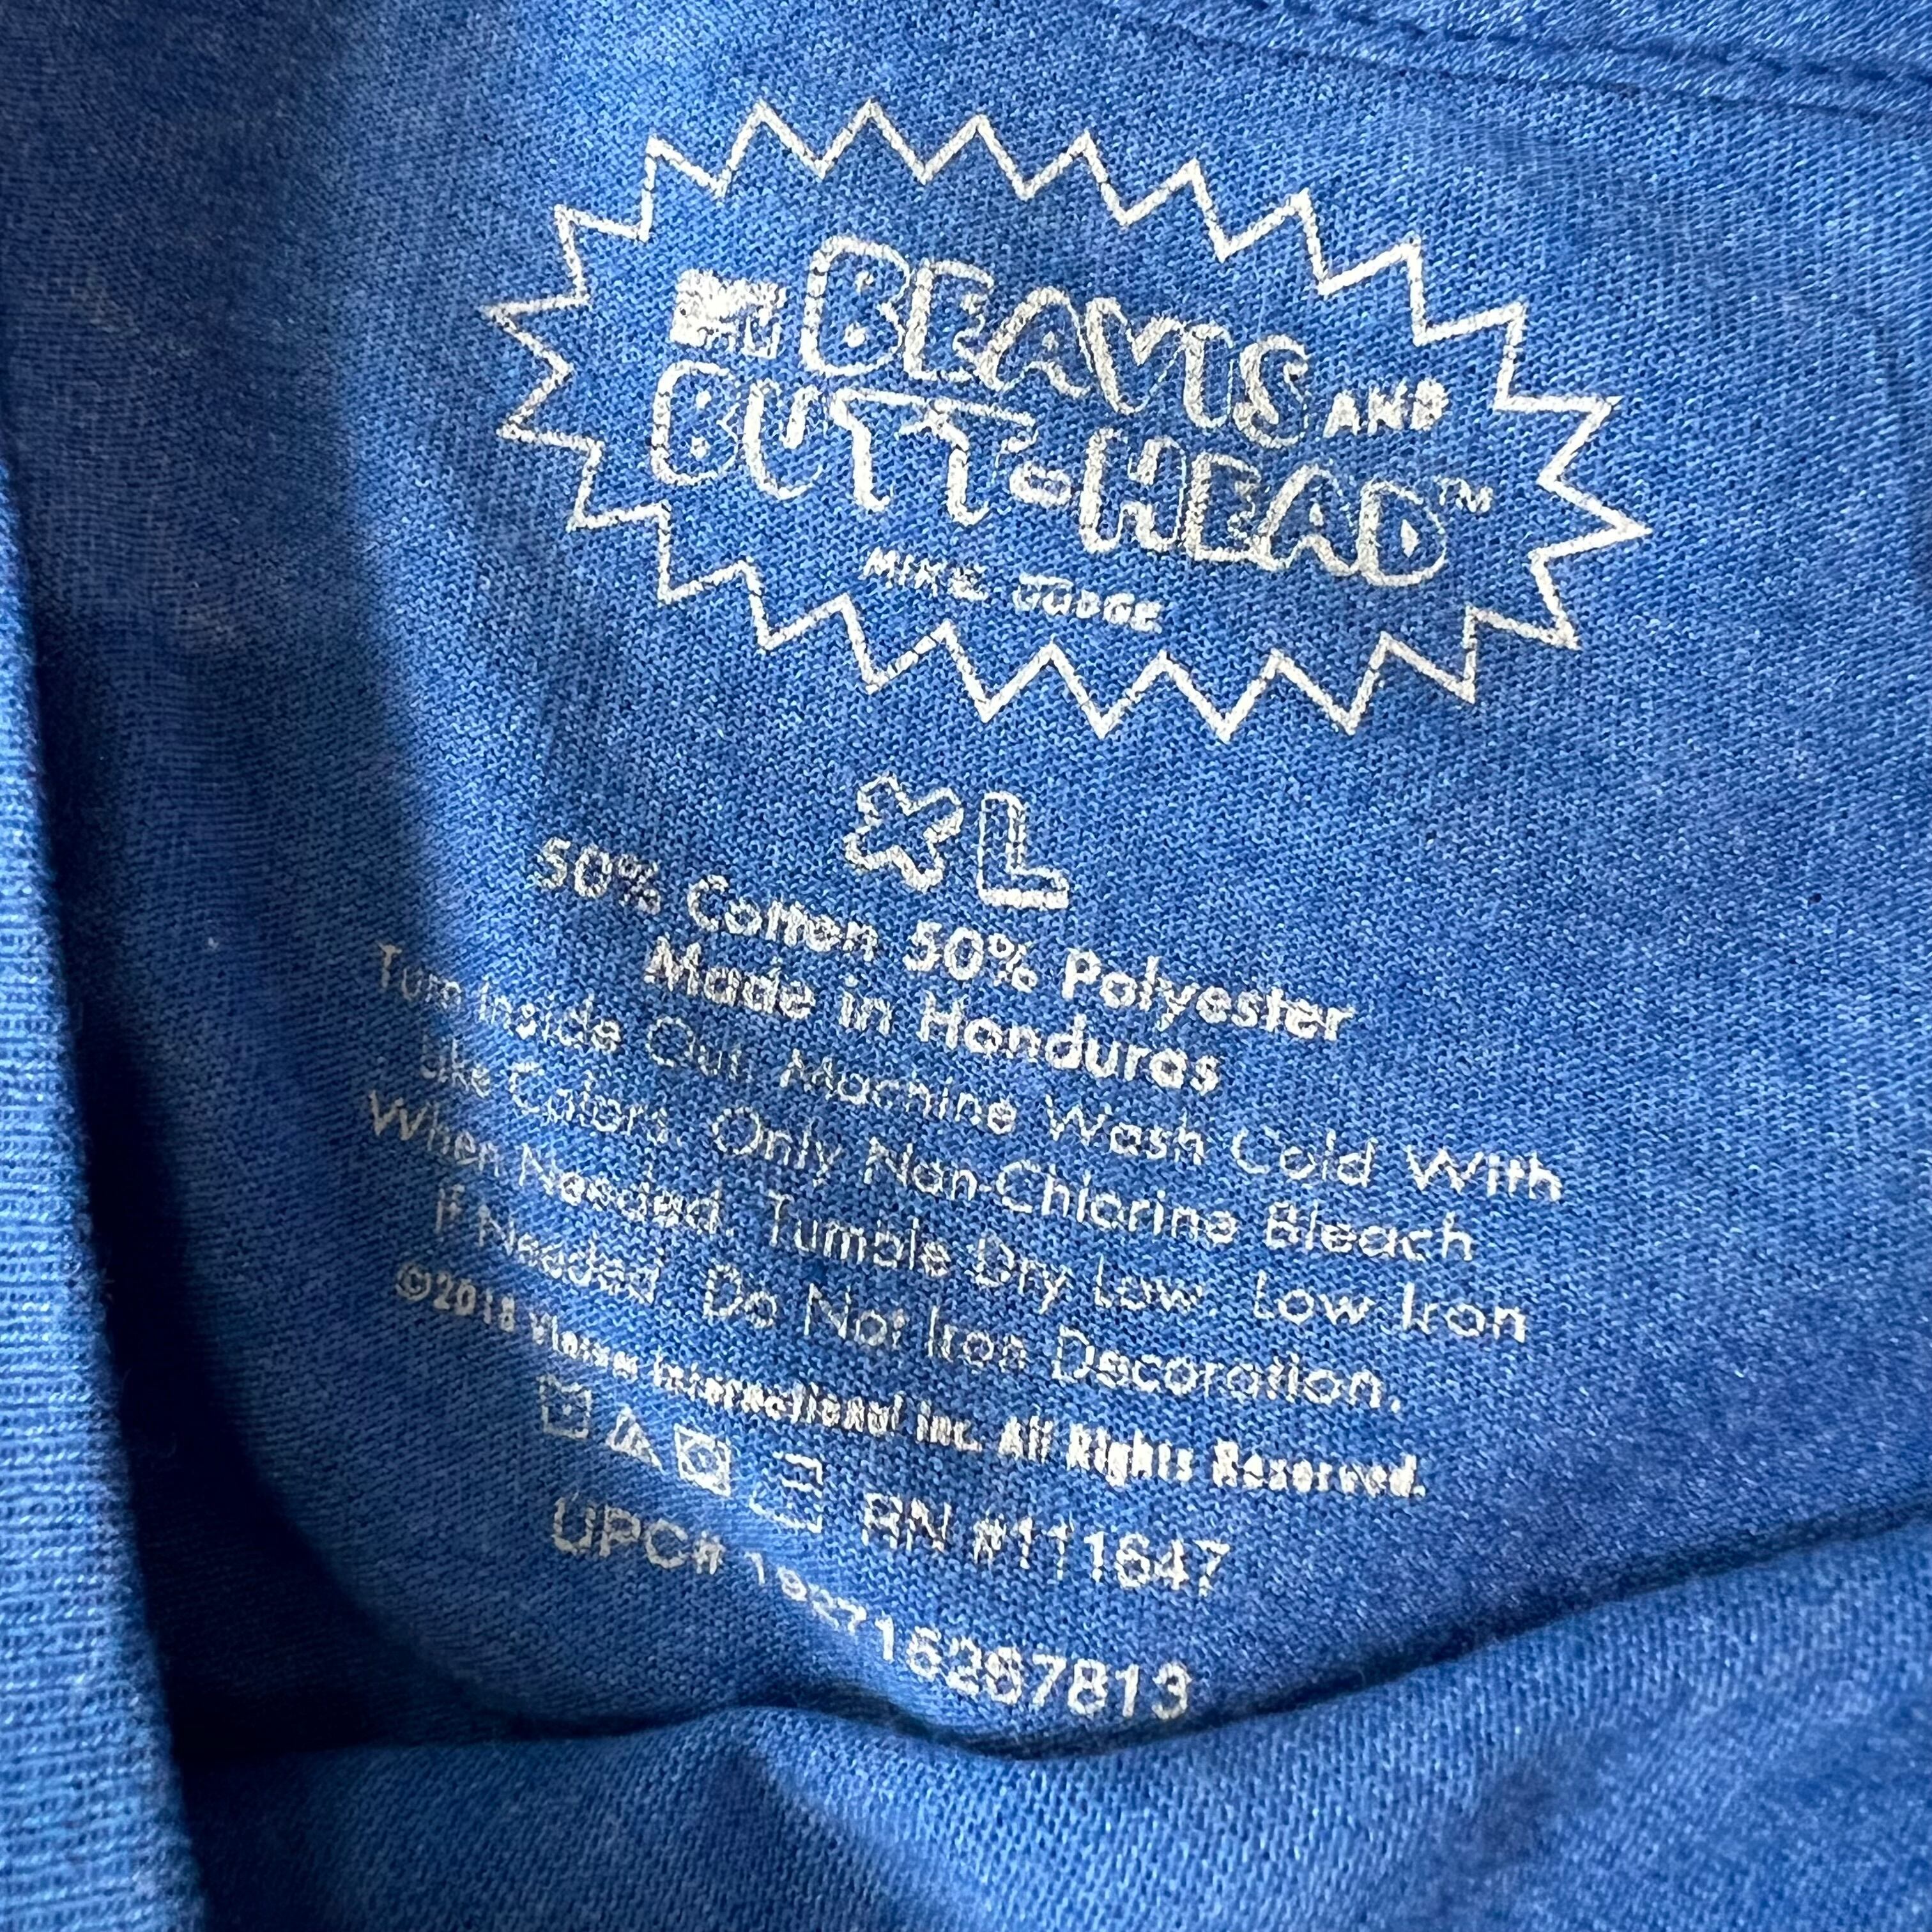 MTV BEAVIS AND
BUTT-HEAD™
MIKE JUDGE
XL
50% Cotton 50% Polyester
Made in Honduras
Turn Inside Out. Machine Wash Cold With
Like Colors. Only Non-Chlorine Bleach
When Needed. Tumble Dry Low. Low Iron
If Needed. Do Not Iron Decoration.
©2018 Viacom International Inc. All Rights Reserved.
RN #111647
UPC#